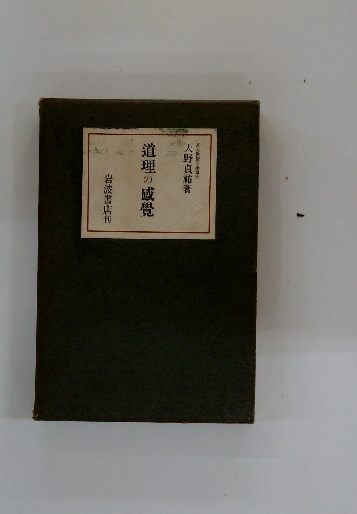 天野貞祐著
道理の感覺
岩波書店刊